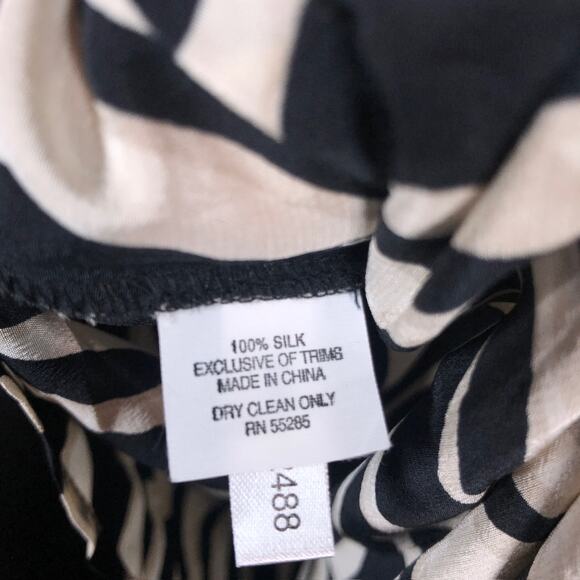 100% SILK
EXCLUSIVE OF TRIMS
MADE IN CHINA
DRY CLEAN ONLY
RN 55285
488